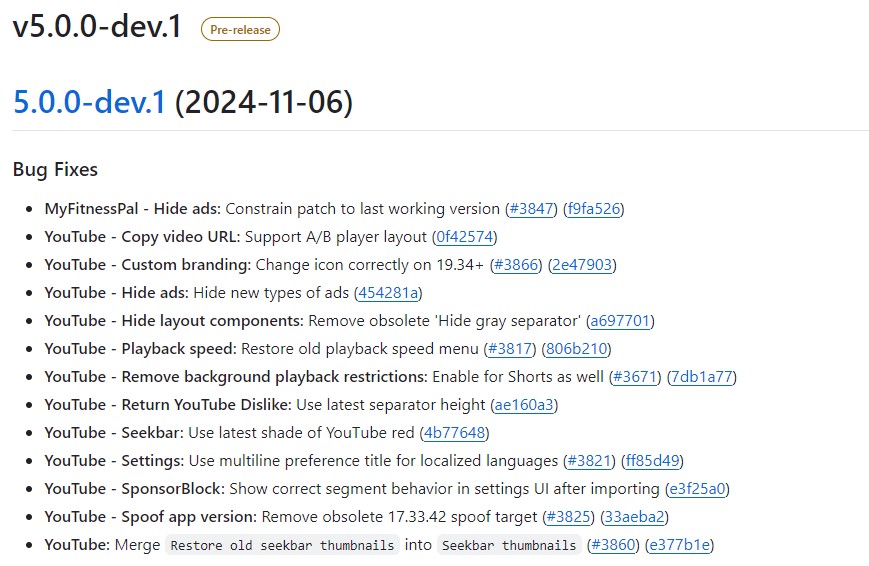 v5.0.0-dev.1 Pre-release
5.0.0-dev.1 (2024-11-06)
Bug Fixes
• MyFitnessPal - Hide ads: Constrain patch to last working version (#3847) (f9fa526)
• YouTube - Copy video URL: Support A/B player layout (0f42574)
• YouTube - Custom branding: Change icon correctly on 19.34+ (#3866) (2e47903)
• YouTube - Hide ads: Hide new types of ads (454281a)
• YouTube - Hide layout components: Remove obsolete 'Hide gray separator' (a697701)
• YouTube - Playback speed: Restore old playback speed menu (#3817) (806b210)
• YouTube - Remove background playback restrictions: Enable for Shorts as well (#3671) (7db1a77)
• YouTube - Return YouTube Dislike: Use latest separator height (ae160a3)
• YouTube - Seekbar: Use latest shade of YouTube red (4b77648)
• YouTube - Settings: Use multiline preference title for localized languages (#3821) (ff85d49)
• YouTube - SponsorBlock: Show correct segment behavior in settings UI after importing (e3f25a0)
• YouTube - Spoof app version: Remove obsolete 17.33.42 spoof target (#3825) (33aeba2)
• YouTube: Merge Restore old seekbar thumbnails into Seekbar thumbnails (#3860) (e377b1e)